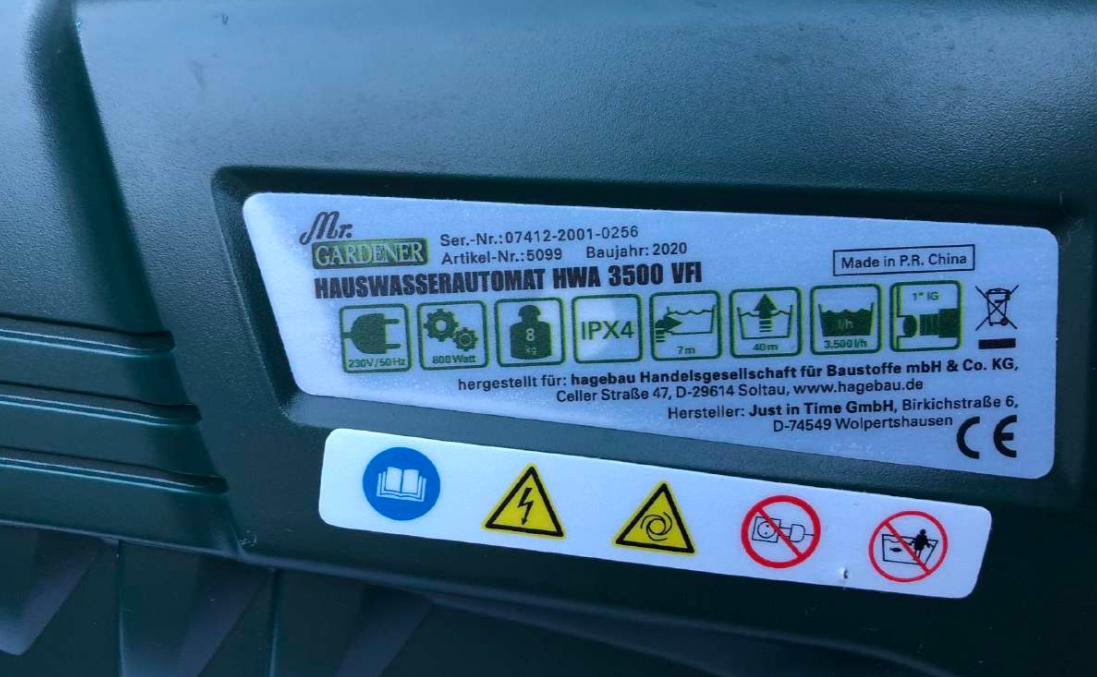 Mr.
GARDENER
Ser.-Nr.:07412-2001-0256
Artikel-Nr.:5099 Baujahr: 2020
HAUSWASSERAUTOMAT HWA 3500 VFI
Made in P.R. China
230V/50Hz
800 Watt
8
kg
IPX4
7m
40m
l/h
3.500 l/h
1" IG
hergestellt für: hagebau Handelsgesellschaft für Baustoffe mbH & Co. KG,
Celler Straße 47, D-29614 Soltau, www.hagebau.de
Hersteller: Just in Time GmbH, Birkichstraße 6,
D-74549 Wolpertshausen
CE